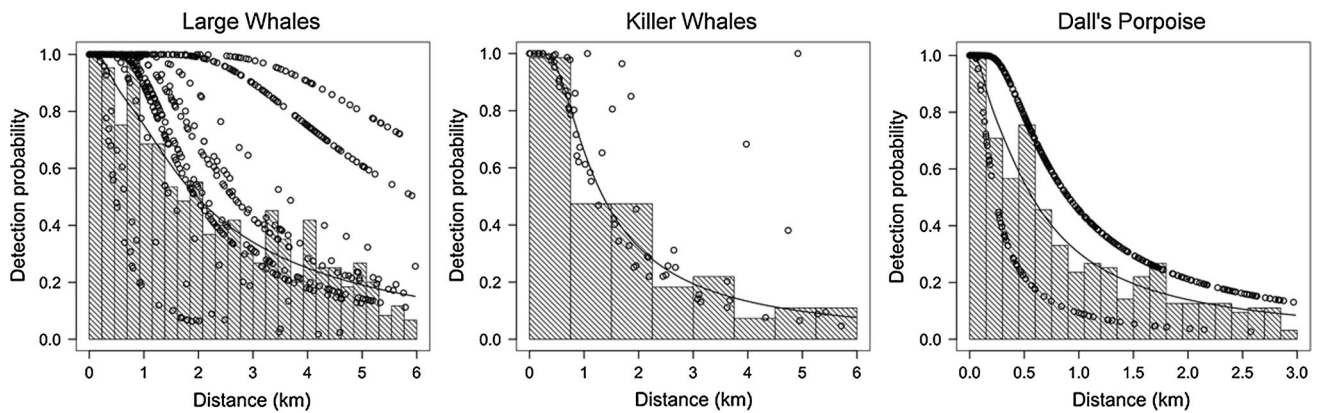 Large Whales
Killer Whales
Dall's Porpoise
Detection probability
1.0
0.8
0.6
0.4
0.2
0.0
0 1 2 3 4 5 6
Distance (km)
Detection probability
1.0
0.8
0.6
0.4
0.2
0.0
0 1 2 3 4 5 6
Distance (km)
Detection probability
1.0
0.8
0.6
0.4
0.2
0.0
0.0 0.5 1.0 1.5 2.0 2.5 3.0
Distance (km)